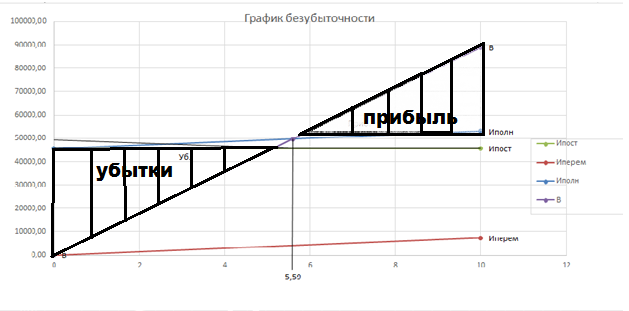 График безубыточности
100000,00
90000,00
80000,00
70000,00
60000,00
50000,00
40000,00
30000,00
20000,00
10000,00
0,00
В
прибыль
Иполн
Ипост
Уб
убытки
Иперем
В
0 2 4 6 8 10 12
5,59
Ипост
Иперем
Иполн
В